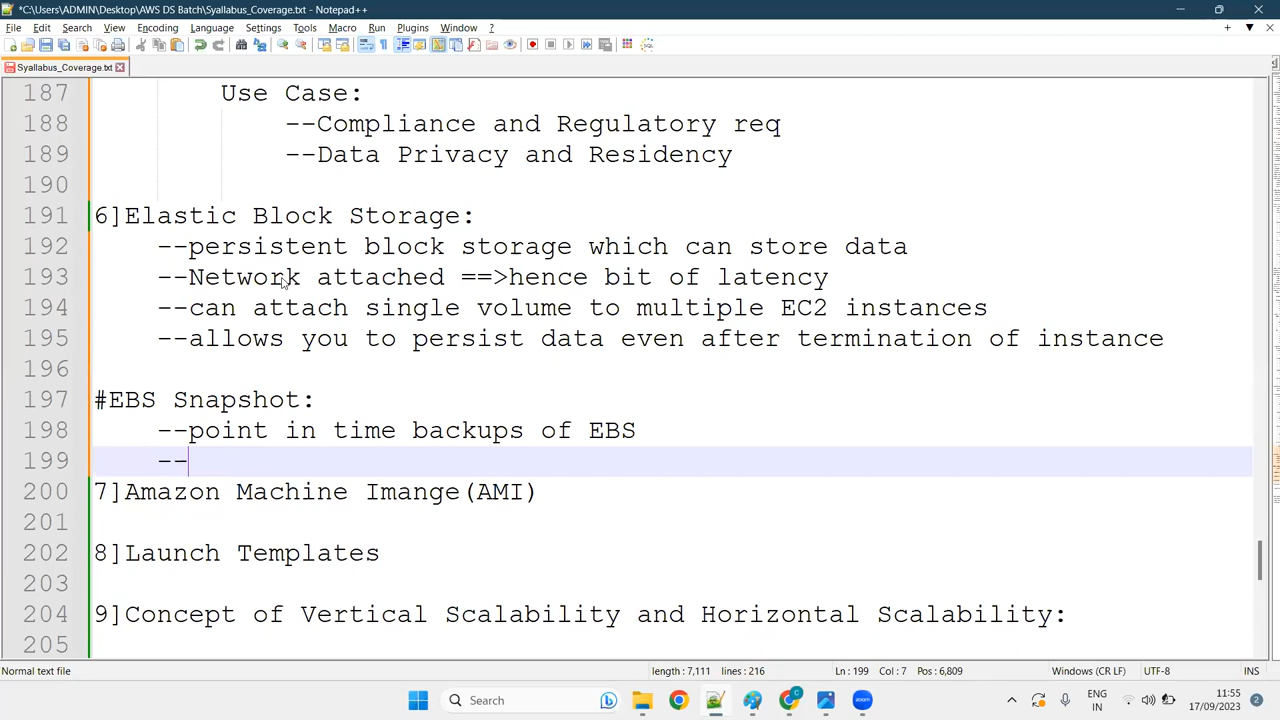 *C:\Users\ADMIN\Desktop\AWS DS Batch\Syallabus_Coverage.txt - Notepad++
File Edit Search View Encoding Language Settings Tools Macro Run Plugins Window ?
Syallabus_Coverage.txt
187 Use Case:
188 --Compliance and Regulatory req
189 --Data Privacy and Residency
190
191 6]Elastic Block Storage:
192 --persistent block storage which can store data
193 --Network attached ==>hence bit of latency
194 --can attach single volume to multiple EC2 instances
195 --allows you to persist data even after termination of instance
196
197 #EBS Snapshot:
198 --point in time backups of EBS
199 --
200 7]Amazon Machine Imange(AMI)
201
202 8]Launch Templates
203
204 9]Concept of Vertical Scalability and Horizontal Scalability:
205
Normal text file length : 7,111 lines : 216 Ln : 199 Col : 7 Pos : 6,809 Windows (CR LF) UTF-8 INS
Search ENG IN 11:55 17/09/2023